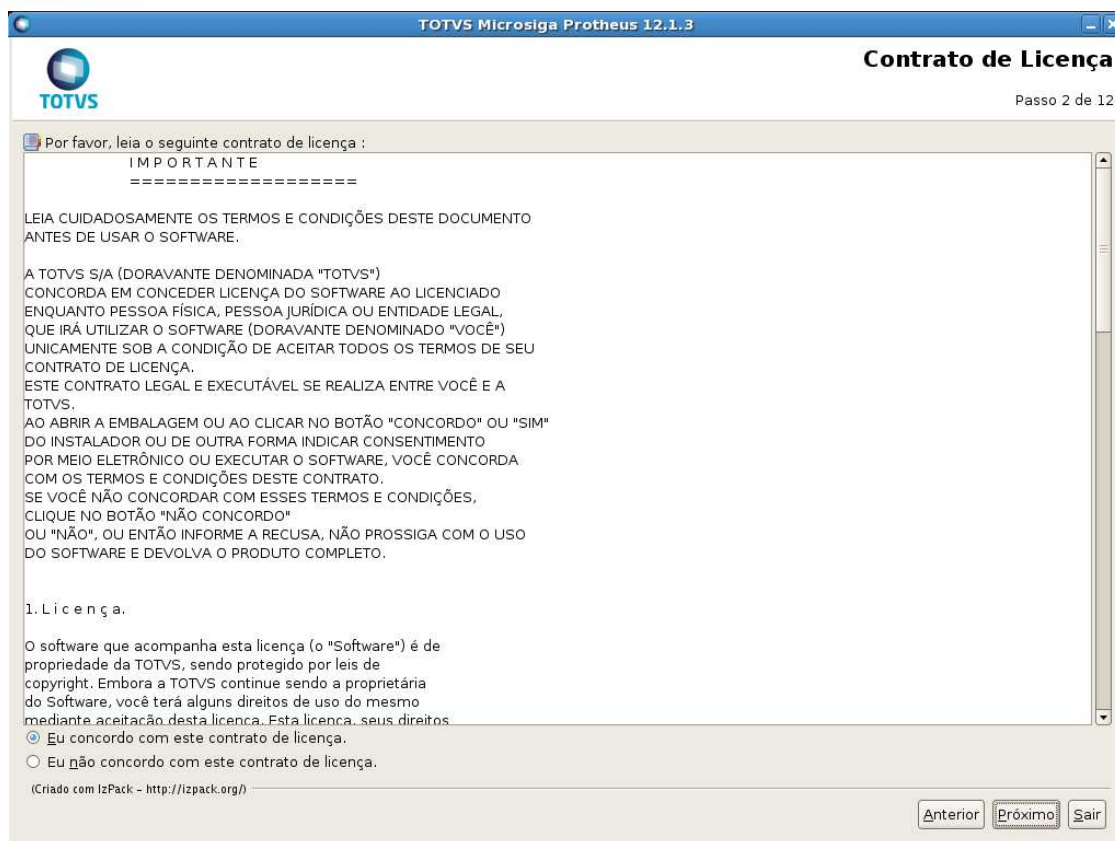 TOTVS Microsiga Protheus 12.1.3
TOTVS
Contrato de Licença
Passo 2 de 12
Por favor, leia o seguinte contrato de licença :
I M P O R T A N T E
===================
LEIA CUIDADOSAMENTE OS TERMOS E CONDIÇÕES DESTE DOCUMENTO
ANTES DE USAR O SOFTWARE.
A TOTVS S/A (DORAVANTE DENOMINADA "TOTVS")
CONCORDA EM CONCEDER LICENÇA DO SOFTWARE AO LICENCIADO
ENQUANTO PESSOA FÍSICA, PESSOA JURÍDICA OU ENTIDADE LEGAL,
QUE IRÁ UTILIZAR O SOFTWARE (DORAVANTE DENOMINADO "VOCÊ")
UNICAMENTE SOB A CONDIÇÃO DE ACEITAR TODOS OS TERMOS DE SEU
CONTRATO DE LICENÇA.
ESTE CONTRATO LEGAL E EXECUTÁVEL SE REALIZA ENTRE VOCÊ E A
TOTVS.
AO ABRIR A EMBALAGEM OU AO CLICAR NO BOTÃO "CONCORDO" OU "SIM"
DO INSTALADOR OU DE OUTRA FORMA INDICAR CONSENTIMENTO
POR MEIO ELETRÔNICO OU EXECUTAR O SOFTWARE, VOCÊ CONCORDA
COM OS TERMOS E CONDIÇÕES DESTE CONTRATO.
SE VOCÊ NÃO CONCORDAR COM ESSES TERMOS E CONDIÇÕES,
CLIQUE NO BOTÃO "NÃO CONCORDO"
OU "NÃO", OU ENTÃO INFORME A RECUSA, NÃO PROSSIGA COM O USO
DO SOFTWARE E DEVOLVA O PRODUTO COMPLETO.
1. L i c e n ç a.
O software que acompanha esta licença (o "Software") é de
propriedade da TOTVS, sendo protegido por leis de
copyright. Embora a TOTVS continue sendo a proprietária
do Software, você terá alguns direitos de uso do mesmo
mediante aceitação desta licença. Esta licença, seus direitos
Eu concordo com este contrato de licença.
Eu não concordo com este contrato de licença.
(Criado com IzPack - http://izpack.org/)
Anterior Próximo Sair